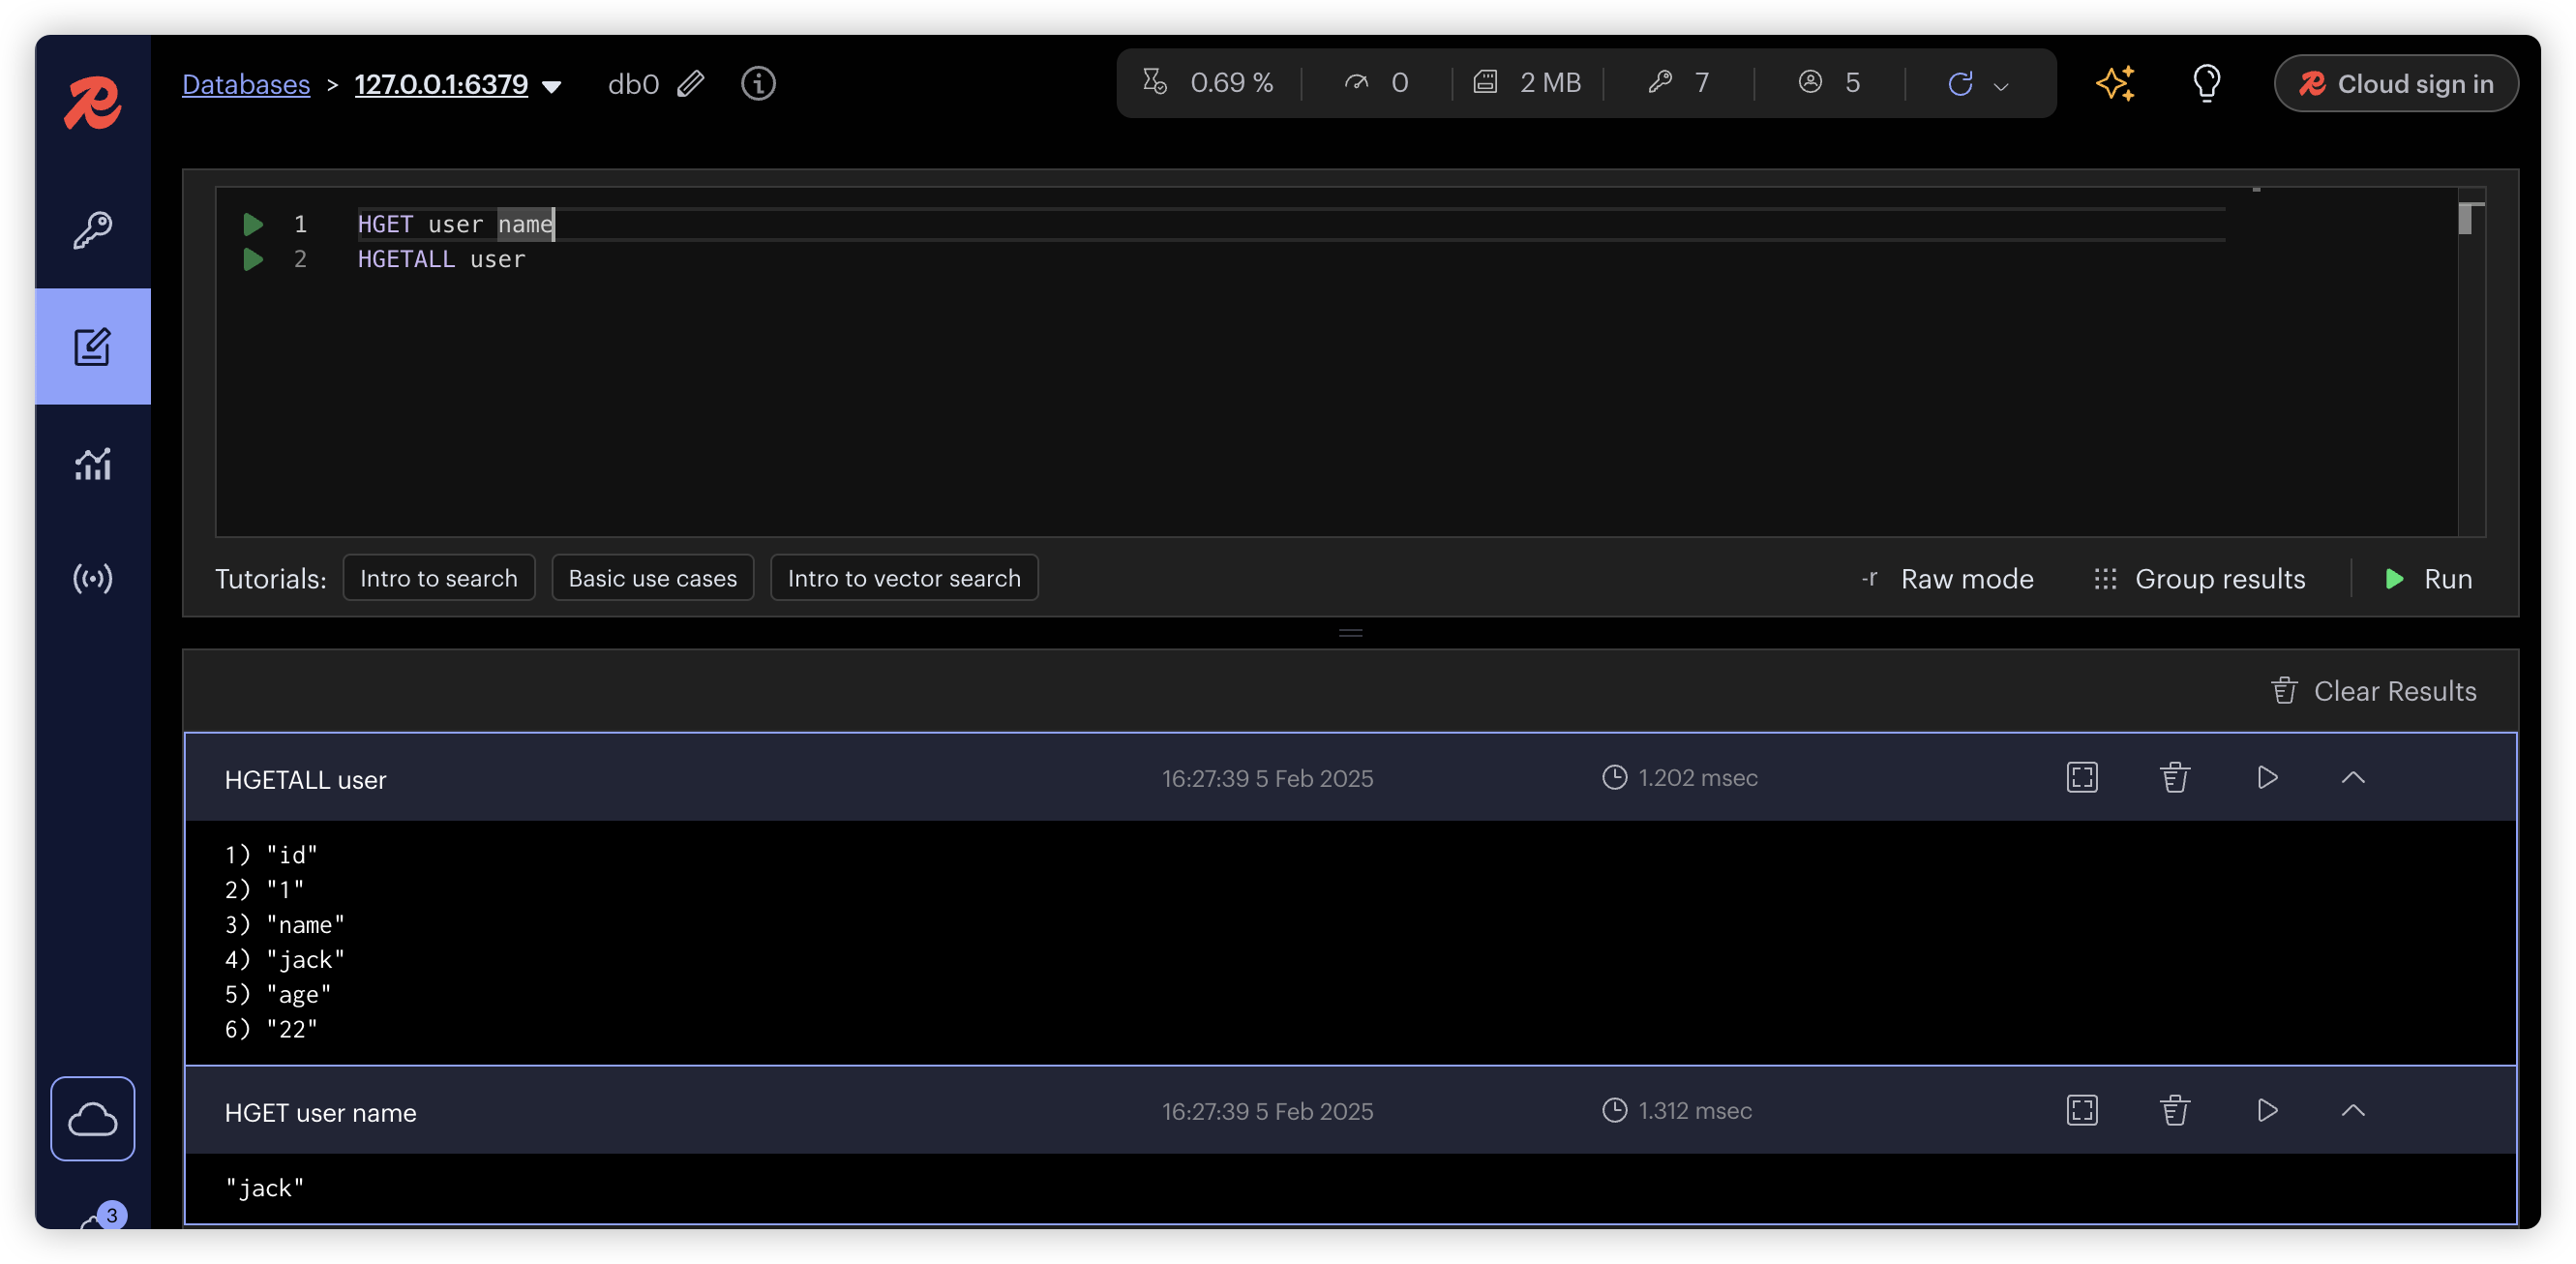 Databases > 127.0.0.1:6379 db0 0.69 % 0 2 MB 7 5 Cloud sign in
1 HGET user name
2 HGETALL user
Tutorials: Intro to search Basic use cases Intro to vector search -r Raw mode Group results Run
Clear Results
HGETALL user 16:27:39 5 Feb 2025 1.202 msec
1) "id"
2) "1"
3) "name"
4) "jack"
5) "age"
6) "22"
HGET user name 16:27:39 5 Feb 2025 1.312 msec
"jack"
3